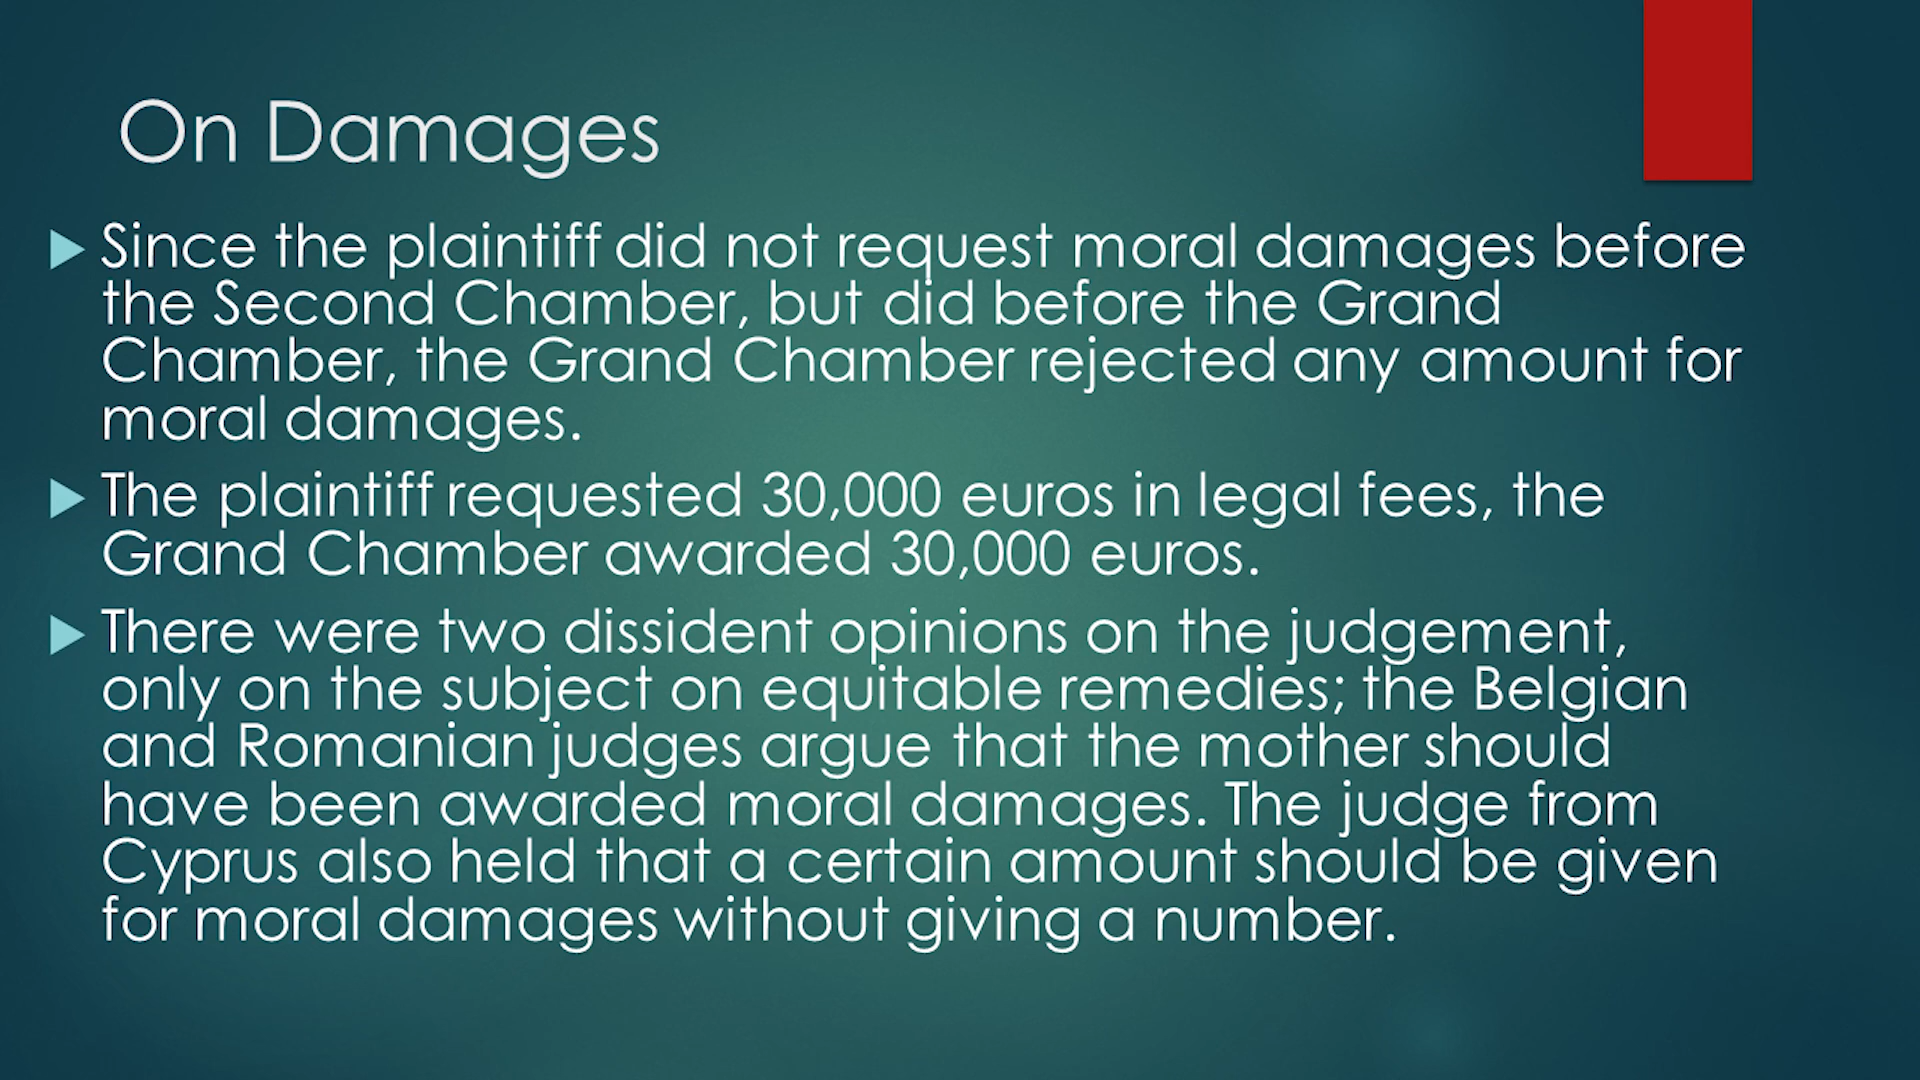 On Damages
Since the plaintiff did not request moral damages before
the Second Chamber, but did before the Grand
Chamber, the Grand Chamber rejected any amount for
moral damages.
The plaintiff requested 30,000 euros in legal fees, the
Grand Chamber awarded 30,000 euros.
There were two dissident opinions on the judgement,
only on the subject on equitable remedies; the Belgian
and Romanian judges argue that the mother should
have been awarded moral damages. The judge from
Cyprus also held that a certain amount should be given
for moral damages without giving a number.